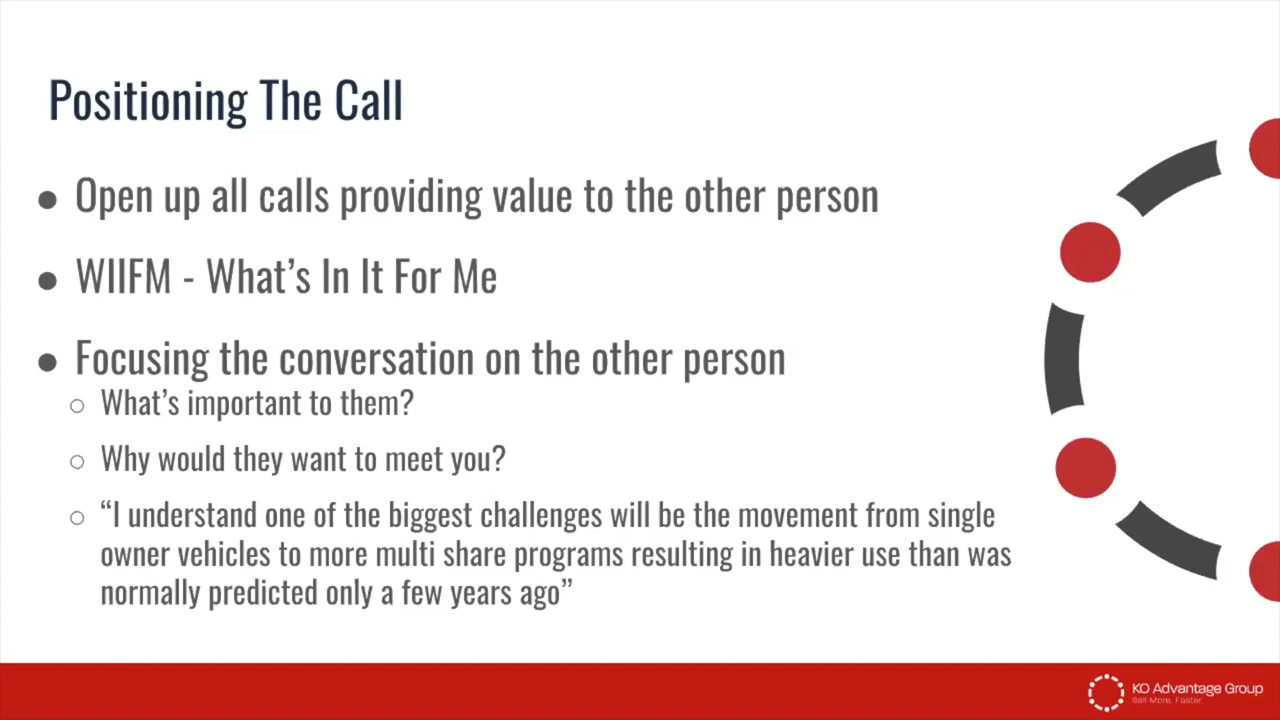 Positioning The Call
● Open up all calls providing value to the other person
● WIIFM - What’s In It For Me
● Focusing the conversation on the other person
○ What’s important to them?
○ Why would they want to meet you?
○ “I understand one of the biggest challenges will be the movement from single
owner vehicles to more multi share programs resulting in heavier use than was
normally predicted only a few years ago”
KO Advantage Group
Sell More. Faster.